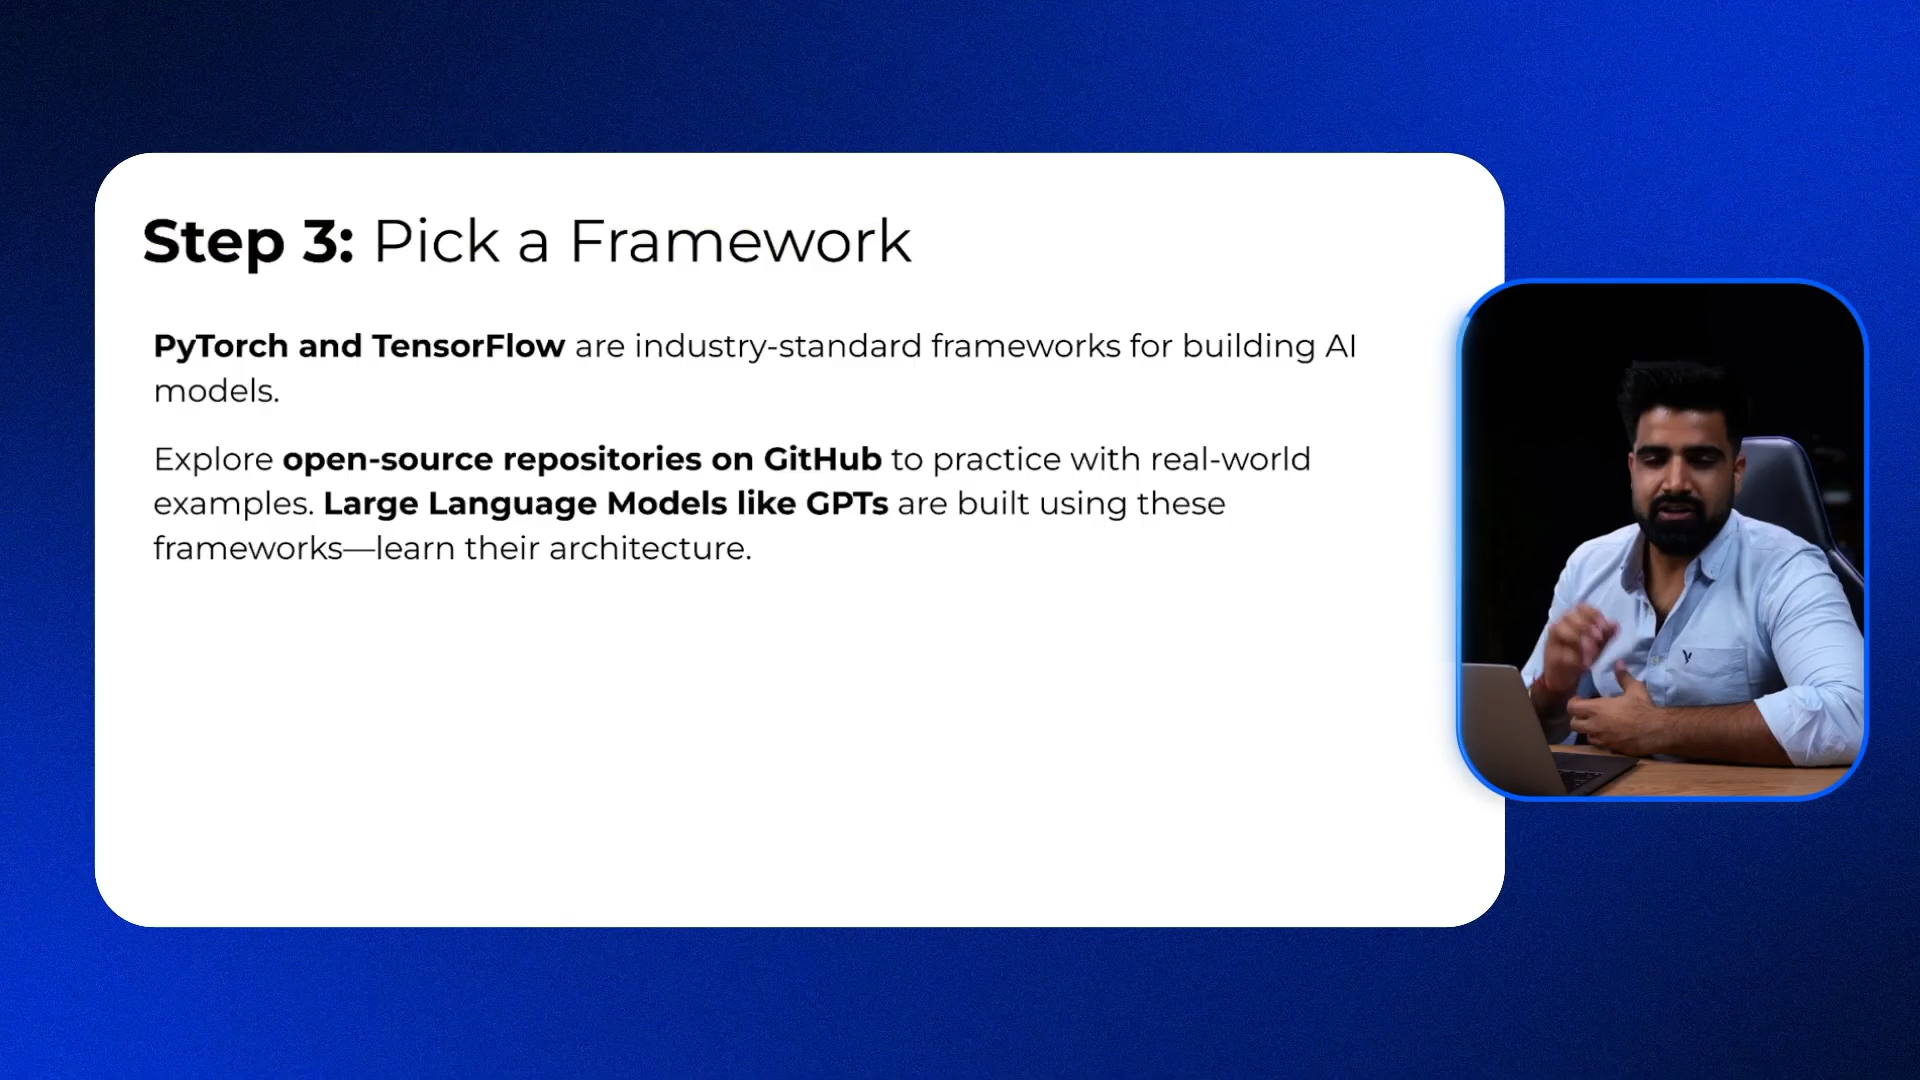 Step 3: Pick a Framework
PyTorch and TensorFlow are industry-standard frameworks for building AI
models.
Explore open-source repositories on GitHub to practice with real-world
examples. Large Language Models like GPTs are built using these
frameworks—learn their architecture.